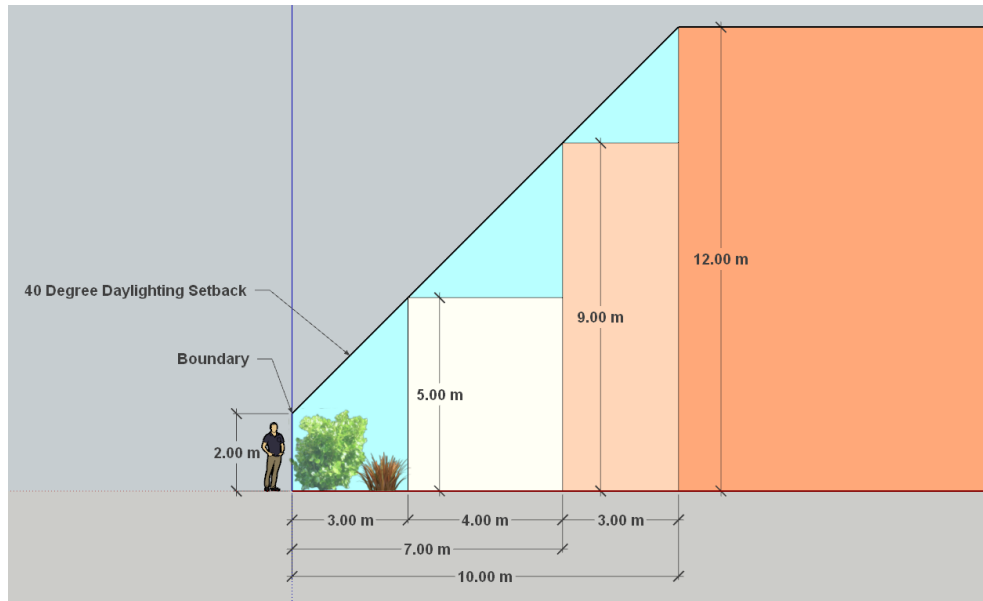 12.00 m
40 Degree Daylighting Setback
9.00 m
Boundary
5.00 m
2.00 m
3.00 m
4.00 m
3.00 m
7.00 m
10.00 m